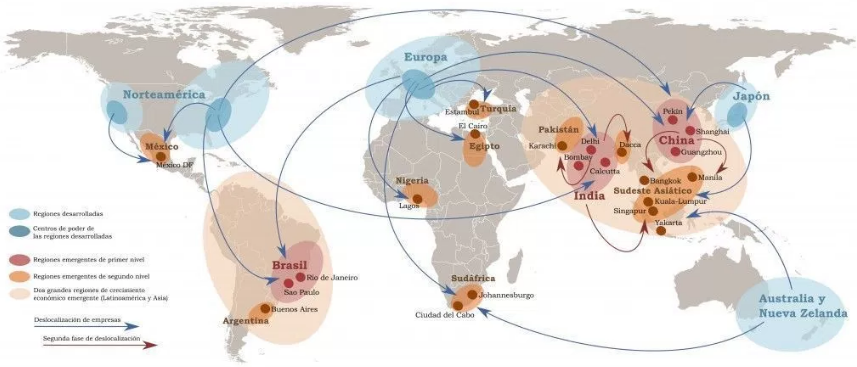 Norteamérica
México
México DF
Europa
Estambul
Turquía
El Cairo
Egipto
Nigeria
Lagos
Sudáfrica
Johannesburgo
Ciudad del Cabo
Brasil
Rio de Janeiro
Sao Paulo
Buenos Aires
Argentina
Pakistán
Karachi
Delhi
Bombay
Calcutta
Dacca
India
Pekín
Shanghai
China
Guangzhou
Japón
Bangkok
Manila
Sudeste Asiático
Kuala-Lumpur
Singapur
Yakarta
Australia y
Nueva Zelanda
Regiones desarrolladas
Centros de poder de
las regiones desarrolladas
Regiones emergentes de primer nivel
Regiones emergentes de segundo nivel
Dos grandes regiones de crecimiento
económico emergente (Latinoamérica y Asia)
Deslocalización de empresas
Segunda fase de deslocalización